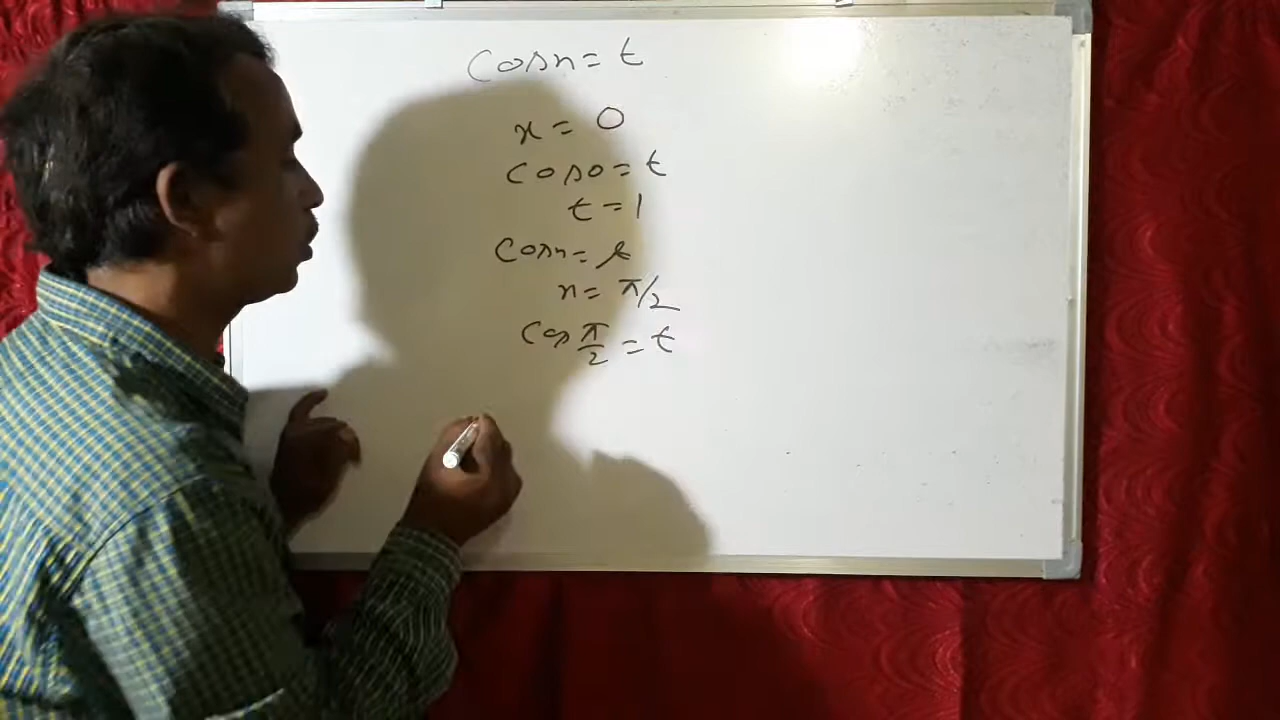 cosx = t
x = 0
cos0 = t
t = 1
cosx = t
x = π/2
cos π/2 = t